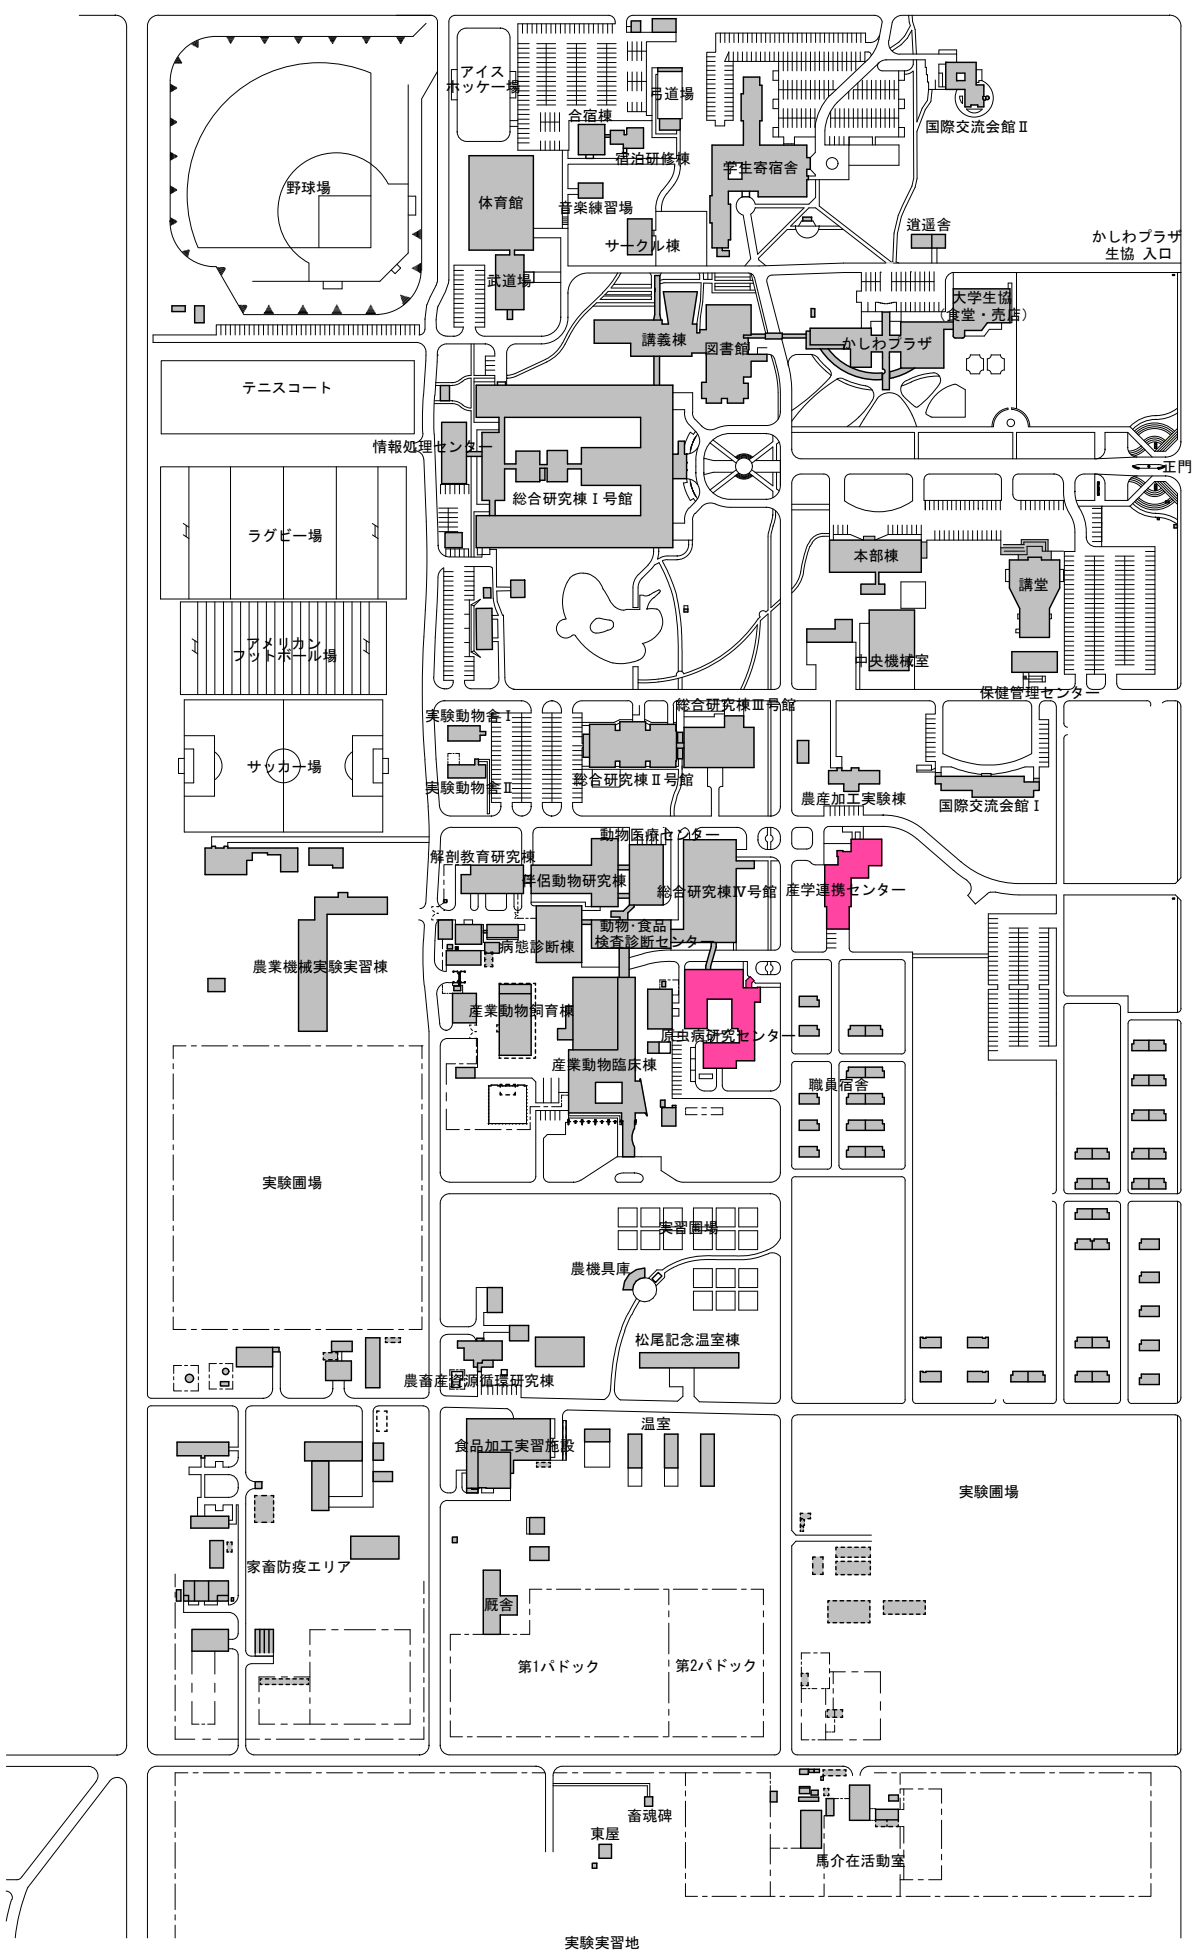 アイス
ホッケー場
弓道場
合宿棟
国際交流会館Ⅱ
宿泊研修棟
学生寄宿舎
野球場
体育館
音楽練習場
逍遥舎
サークル棟
かしわプラザ
生協 入口
武道場
大学生協
(食堂・売店)
講義棟
図書館
かしわプラザ
テニスコート
情報処理センター
正門
総合研究棟Ⅰ号館
ラグビー場
本部棟
講堂
アメリカン
フットボール場
中央機械室
保健管理センター
実験動物舎Ⅰ
総合研究棟Ⅲ号館
サッカー場
実験動物舎Ⅱ
総合研究棟Ⅱ号館
農産加工実験棟
国際交流会館Ⅰ
動物医療センター
解剖教育研究棟
伴侶動物研究棟
総合研究棟Ⅳ号館
産学連携センター
動物・食品
検査診断センター
病態診断棟
農業機械実験実習棟
産業動物飼育棟
原虫病研究センター
産業動物臨床棟
職員宿舎
実験圃場
実習圃場
農機具庫
松尾記念温室棟
農畜産資源循環研究棟
温室
食品加工実習施設
実験圃場
家畜防疫エリア
厩舎
第1パドック
第2パドック
畜魂碑
東屋
馬介在活動室
実験実習地